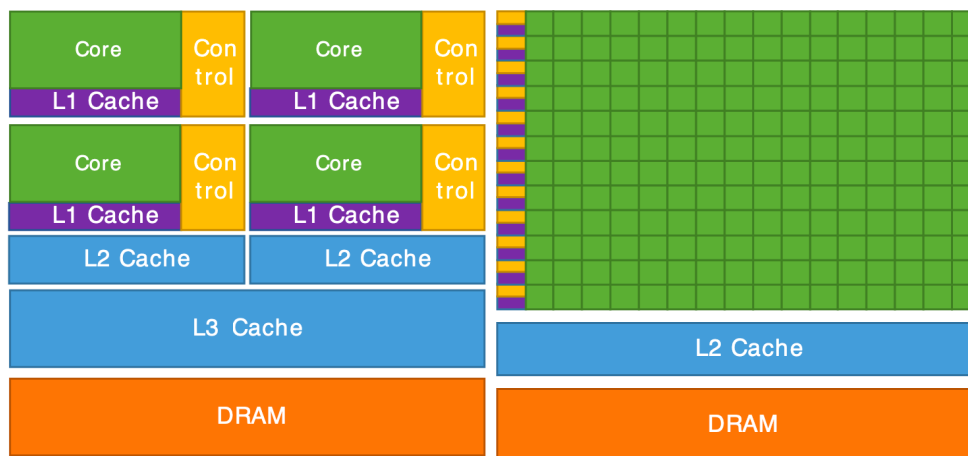 Core
Con
trol
L1 Cache
Core
Con
trol
L1 Cache
Core
Con
trol
L1 Cache
Core
Con
trol
L1 Cache
L2 Cache
L2 Cache
L3 Cache
DRAM
L2 Cache
DRAM